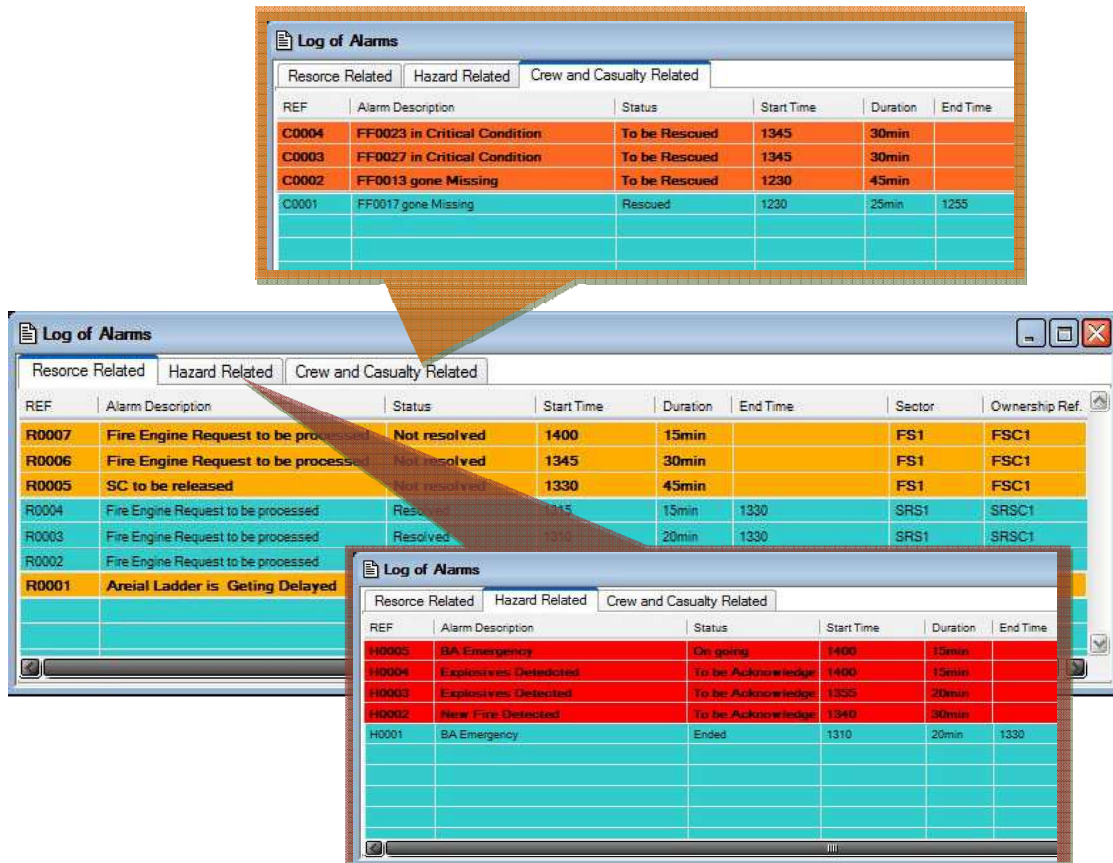 Log of Alarms
Resorce Related Hazard Related Crew and Casualty Related
REF Alarm Description Status Start Time Duration End Time
C0004 FF0023 in Critical Condition To be Rescued 1345 30min
C0003 FF0027 in Critical Condition To be Rescued 1345 30min
C0002 FF0013 gone Missing To be Rescued 1230 45min
C0001 FF0017 gone Missing Rescued 1230 25min 1255
Log of Alarms
Resorce Related Hazard Related Crew and Casualty Related
REF Alarm Description Status Start Time Duration End Time Sector Ownership Ref.
R0007 Fire Engine Request to be processed Not resolved 1400 15min FS1 FSC1
R0006 Fire Engine Request to be processed Not resolved 1345 30min FS1 FSC1
R0005 SC to be released Not resolved 1330 45min FS1 FSC1
R0004 Fire Engine Request to be processed Resolved 1315 15min 1330 SRS1 SRSC1
R0003 Fire Engine Request to be processed Resolved 1310 20min 1330 SRS1 SRSC1
R0002 Fire Engine Request to be processed
R0001 Areial Ladder is Geting Delayed
Log of Alarms
Resorce Related Hazard Related Crew and Casualty Related
REF Alarm Description Status Start Time Duration End Time
H0005 BA Emergency On going 1400 15min
H0004 Explosives Detedcted To be Acknowledge 1400 15min
H0003 Explosives Detected To be Acknowledge 1355 20min
H0002 New Fire Detected To be Acknowledge 1340 30min
H0001 BA Emergency Ended 1310 20min 1330